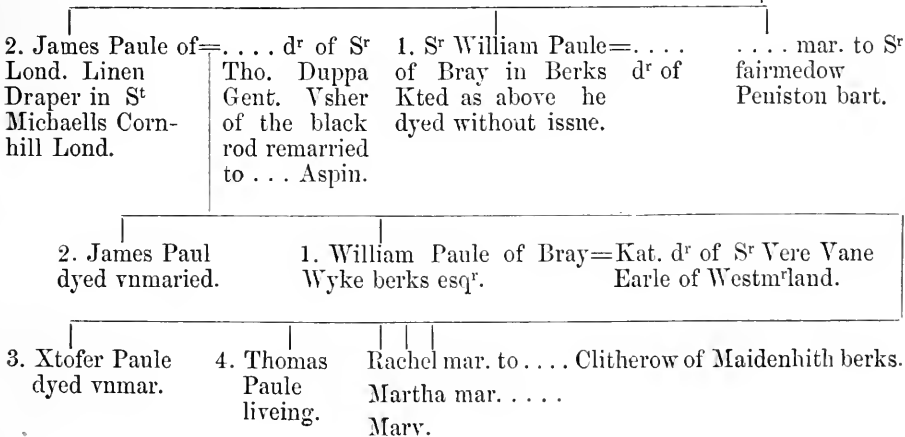 2. James Paule of=. . . . dʳ of Sʳ
Lond. Linen Tho. Duppa
Draper in Sᵗ Gent. Vsher
Michaells Corn- of the black
hill Lond. rod remarried
to . . . Aspin.
1. Sʳ William Paule=. . . .
of Bray in Berks dʳ of
Kted as above he
dyed without issue.
. . . . mar. to Sʳ
fairmedow
Peniston bart.
2. James Paul
dyed vnmaried.
1. William Paule of Bray=Kat. dʳ of Sʳ Vere Vane
Wyke berks esqʳ. Earle of Westmʳland.
3. Xtofer Paule
dyed vnmar.
4. Thomas
Paule
liveing.
Rachel mar. to . . . . Clitherow of Maidenhith berks.
Martha mar. . . . .
Mary.